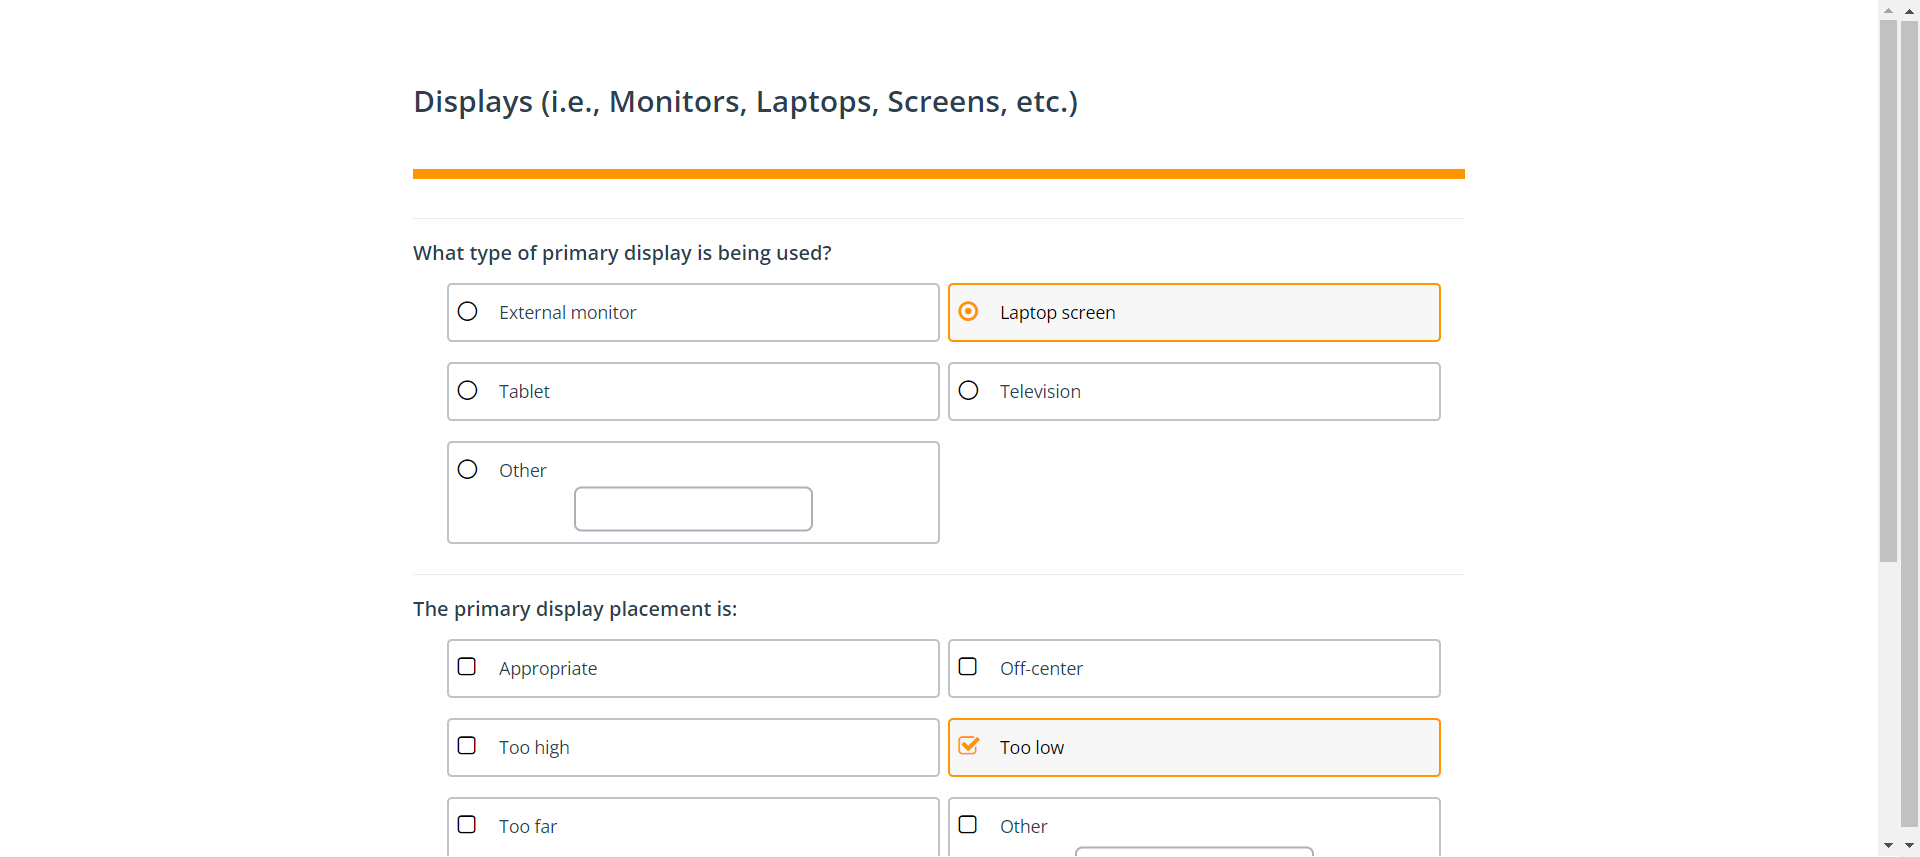 Displays (i.e., Monitors, Laptops, Screens, etc.)
What type of primary display is being used?
External monitor
Laptop screen
Tablet
Television
Other
The primary display placement is:
Appropriate
Off-center
Too high
Too low
Too far
Other